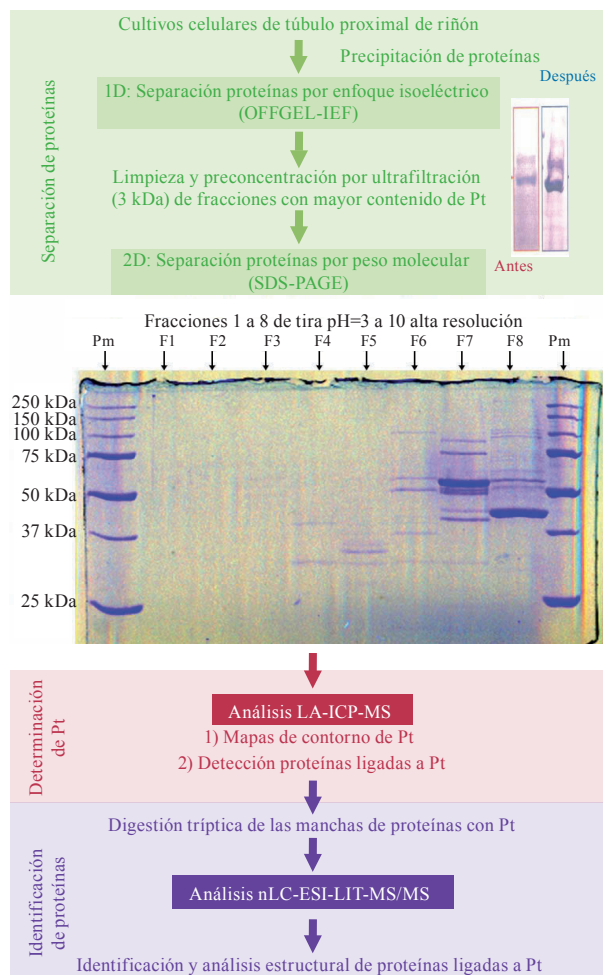 Cultivos celulares de túbulo proximal de riñón
Precipitación de proteínas
Después
1D: Separación proteínas por enfoque isoeléctrico
(OFFGEL-IEF)
Separación de proteínas
Limpieza y preconcentración por ultrafiltración
(3 kDa) de fracciones con mayor contenido de Pt
2D: Separación proteínas por peso molecular
(SDS-PAGE)
Antes
Fracciones 1 a 8 de tira pH=3 a 10 alta resolución
Pm F1 F2 F3 F4 F5 F6 F7 F8 Pm
250 kDa
150 kDa
100 kDa
75 kDa
50 kDa
37 kDa
25 kDa
Determinación
de Pt
Análisis LA-ICP-MS
1) Mapas de contorno de Pt
2) Detección proteínas ligadas a Pt
Identificación
de proteínas
Digestión tríptica de las manchas de proteínas con Pt
Análisis nLC-ESI-LIT-MS/MS
Identificación y análisis estructural de proteínas ligadas a Pt